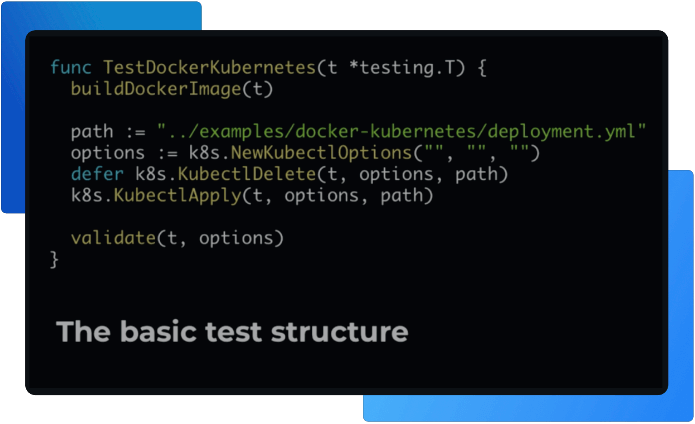 func TestDockerKubernetes(t *testing.T) {
  buildDockerImage(t)

  path := "../examples/docker-kubernetes/deployment.yml"
  options := k8s.NewKubectlOptions("", "", "")
  defer k8s.KubectlDelete(t, options, path)
  k8s.KubectlApply(t, options, path)

  validate(t, options)
}
The basic test structure